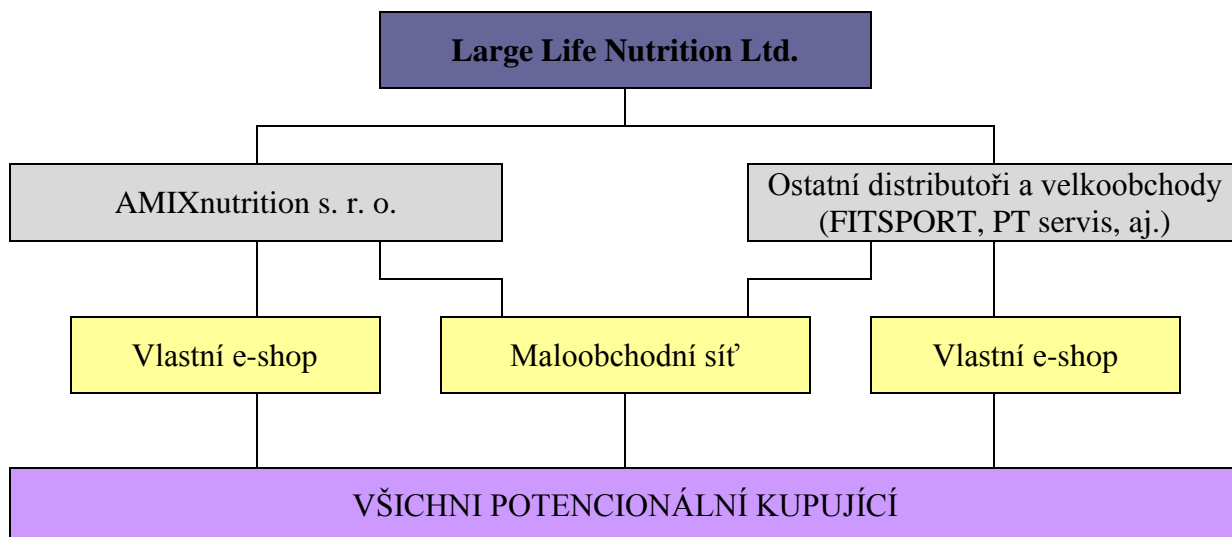 Large Life Nutrition Ltd.
AMIXnutrition s. r. o.
Ostatní distributoři a velkoobchody
(FITSPORT, PT servis, aj.)
Vlastní e-shop
Maloobchodní síť
Vlastní e-shop
VŠICHNI POTENCIONÁLNÍ KUPUJÍCÍ